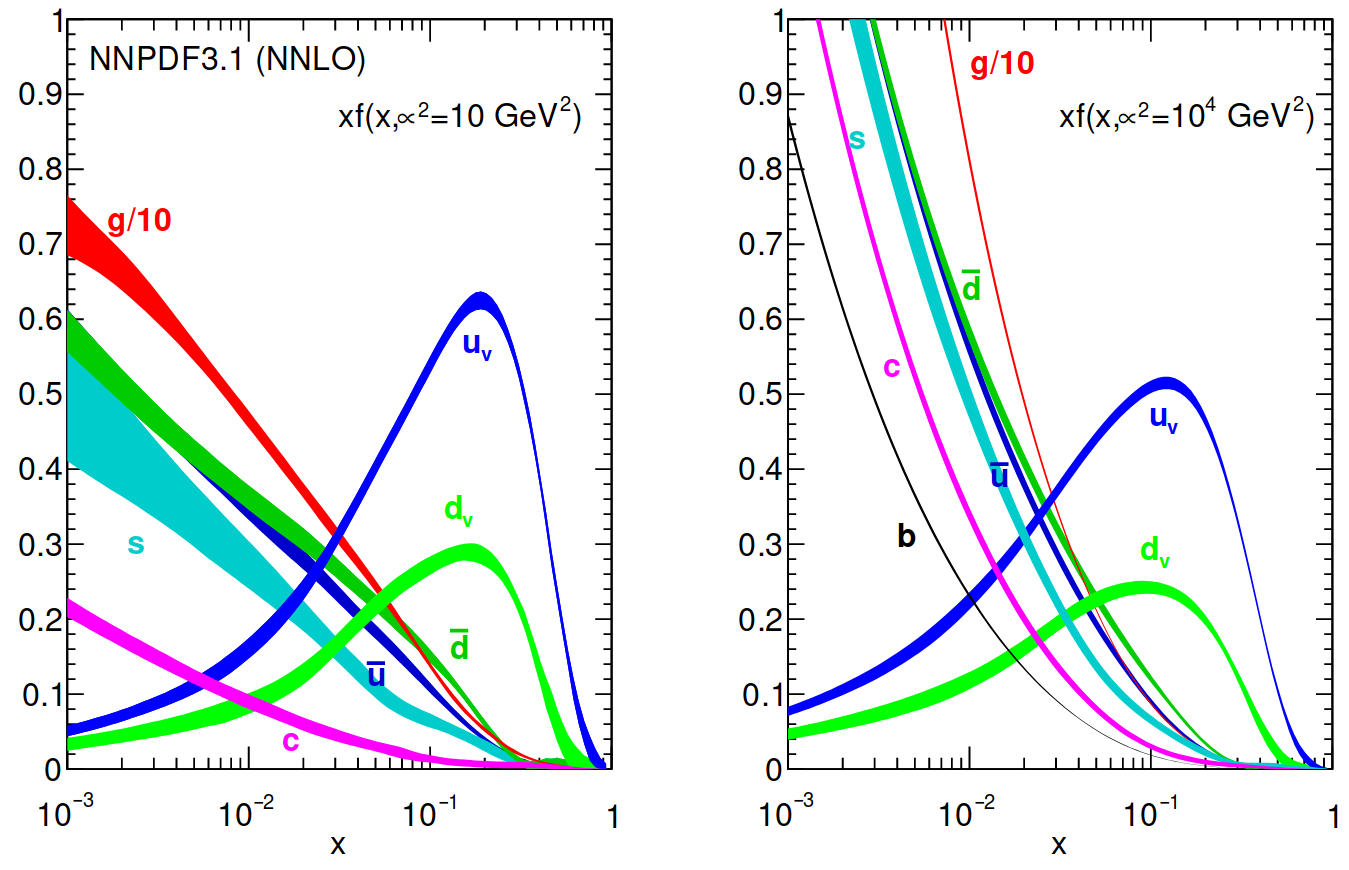 NNPDF3.1 (NNLO)
xf(x,∝²=10 GeV²)
g/10
u_v
d_v
s
d̅
u̅
c
1
0.9
0.8
0.7
0.6
0.5
0.4
0.3
0.2
0.1
0
10⁻³
10⁻²
10⁻¹
1
x
g/10
xf(x,∝²=10⁴ GeV²)
s
d̅
c
u_v
u̅
b
d_v
1
0.9
0.8
0.7
0.6
0.5
0.4
0.3
0.2
0.1
0
10⁻³
10⁻²
10⁻¹
1
x